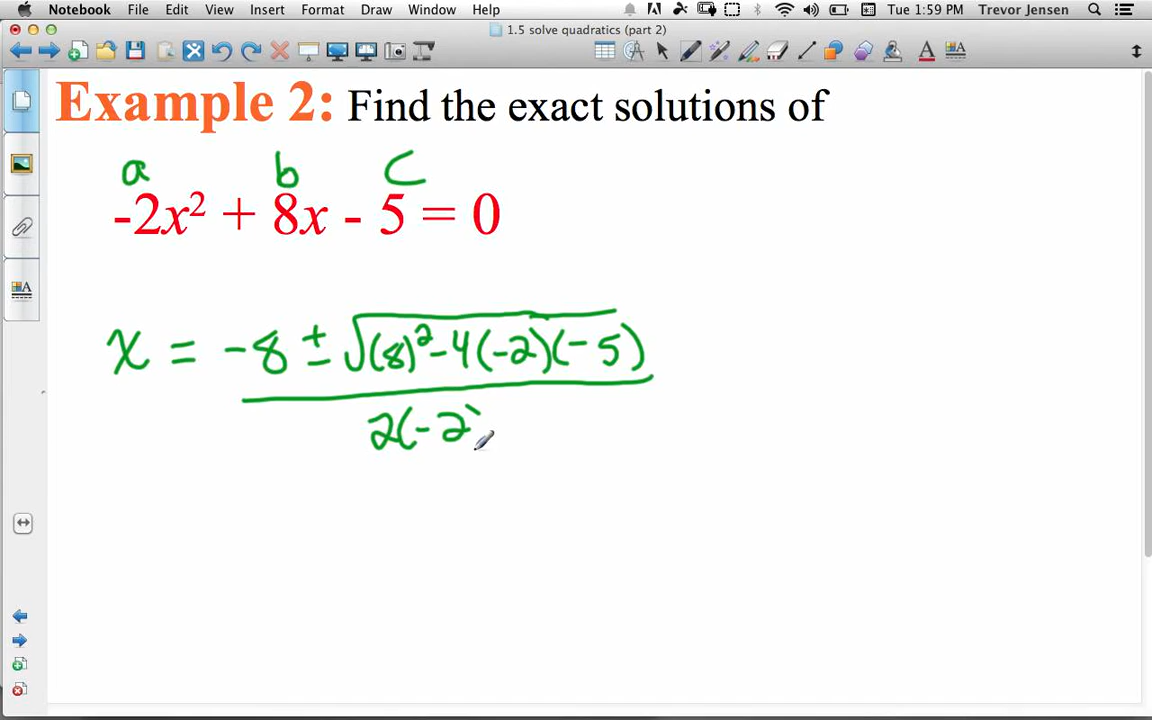 Notebook File Edit View Insert Format Draw Window Help Tue 1:59 PM Trevor Jensen
1.5 solve quadratics (part 2)
Example 2: Find the exact solutions of
a b c
-2x² + 8x - 5 = 0
x = -8 ± √(8)²-4(-2)(-5)
2(-2)